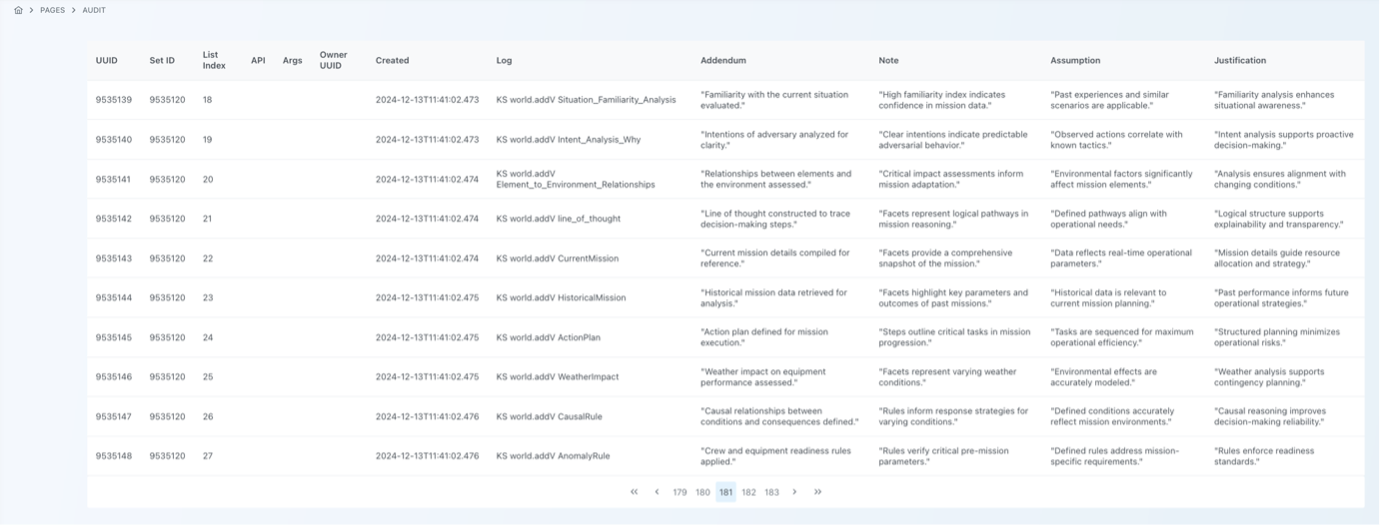 PAGES > AUDIT
UUID Set ID List Index API Args Owner UUID Created Log Addendum Note Assumption Justification
9535139 9535120 18 2024-12-13T11:41:02.473 KS world.addV Situation_Familiarity_Analysis "Familiarity with the current situation evaluated." "High familiarity index indicates confidence in mission data." "Past experiences and similar scenarios are applicable." "Familiarity analysis enhances situational awareness."
9535140 9535120 19 2024-12-13T11:41:02.473 KS world.addV Intent_Analysis_Why "Intentions of adversary analyzed for clarity." "Clear intentions indicate predictable adversarial behavior." "Observed actions correlate with known tactics." "Intent analysis supports proactive decision-making."
9535141 9535120 20 2024-12-13T11:41:02.474 KS world.addV Element_to_Environment_Relationships "Relationships between elements and the environment assessed." "Critical impact assessments inform mission adaptation." "Environmental factors significantly affect mission elements." "Analysis ensures alignment with changing conditions."
9535142 9535120 21 2024-12-13T11:41:02.474 KS world.addV line_of_thought "Line of thought constructed to trace decision-making steps." "Facets represent logical pathways in mission reasoning." "Defined pathways align with operational needs." "Logical structure supports explainability and transparency."
9535143 9535120 22 2024-12-13T11:41:02.474 KS world.addV CurrentMission "Current mission details compiled for reference." "Facets provide a comprehensive snapshot of the mission." "Data reflects real-time operational parameters." "Mission details guide resource allocation and strategy."
9535144 9535120 23 2024-12-13T11:41:02.475 KS world.addV HistoricalMission "Historical mission data retrieved for analysis." "Facets highlight key parameters and outcomes of past missions." "Historical data is relevant to current mission planning." "Past performance informs future operational strategies."
9535145 9535120 24 2024-12-13T11:41:02.475 KS world.addV ActionPlan "Action plan defined for mission execution." "Steps outline critical tasks in mission progression." "Tasks are sequenced for maximum operational efficiency." "Structured planning minimizes operational risks."
9535146 9535120 25 2024-12-13T11:41:02.475 KS world.addV WeatherImpact "Weather impact on equipment performance assessed." "Facets represent varying weather conditions." "Environmental effects are accurately modeled." "Weather analysis supports contingency planning."
9535147 9535120 26 2024-12-13T11:41:02.476 KS world.addV CausalRule "Causal relationships between conditions and consequences defined." "Rules inform response strategies for varying conditions." "Defined conditions accurately reflect mission environments." "Causal reasoning improves decision-making reliability."
9535148 9535120 27 2024-12-13T11:41:02.476 KS world.addV AnomalyRule "Crew and equipment readiness rules applied." "Rules verify critical pre-mission parameters." "Defined rules address mission-specific requirements." "Rules enforce readiness standards."
« ‹ 179 180 181 182 183 › »